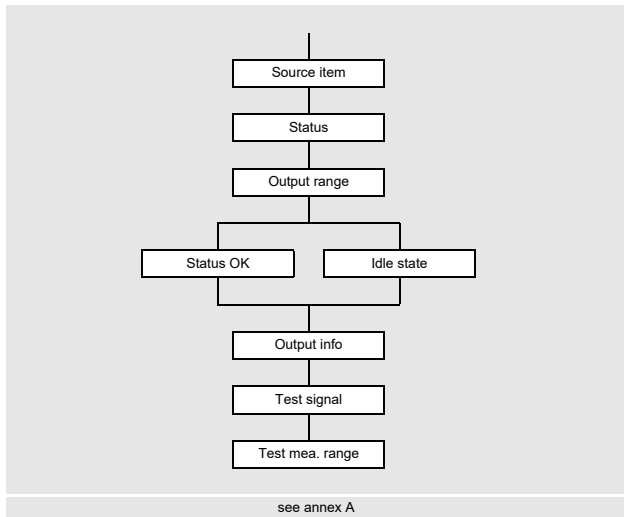 Source item
Status
Output range
Status OK
Idle state
Output info
Test signal
Test mea. range
see annex A